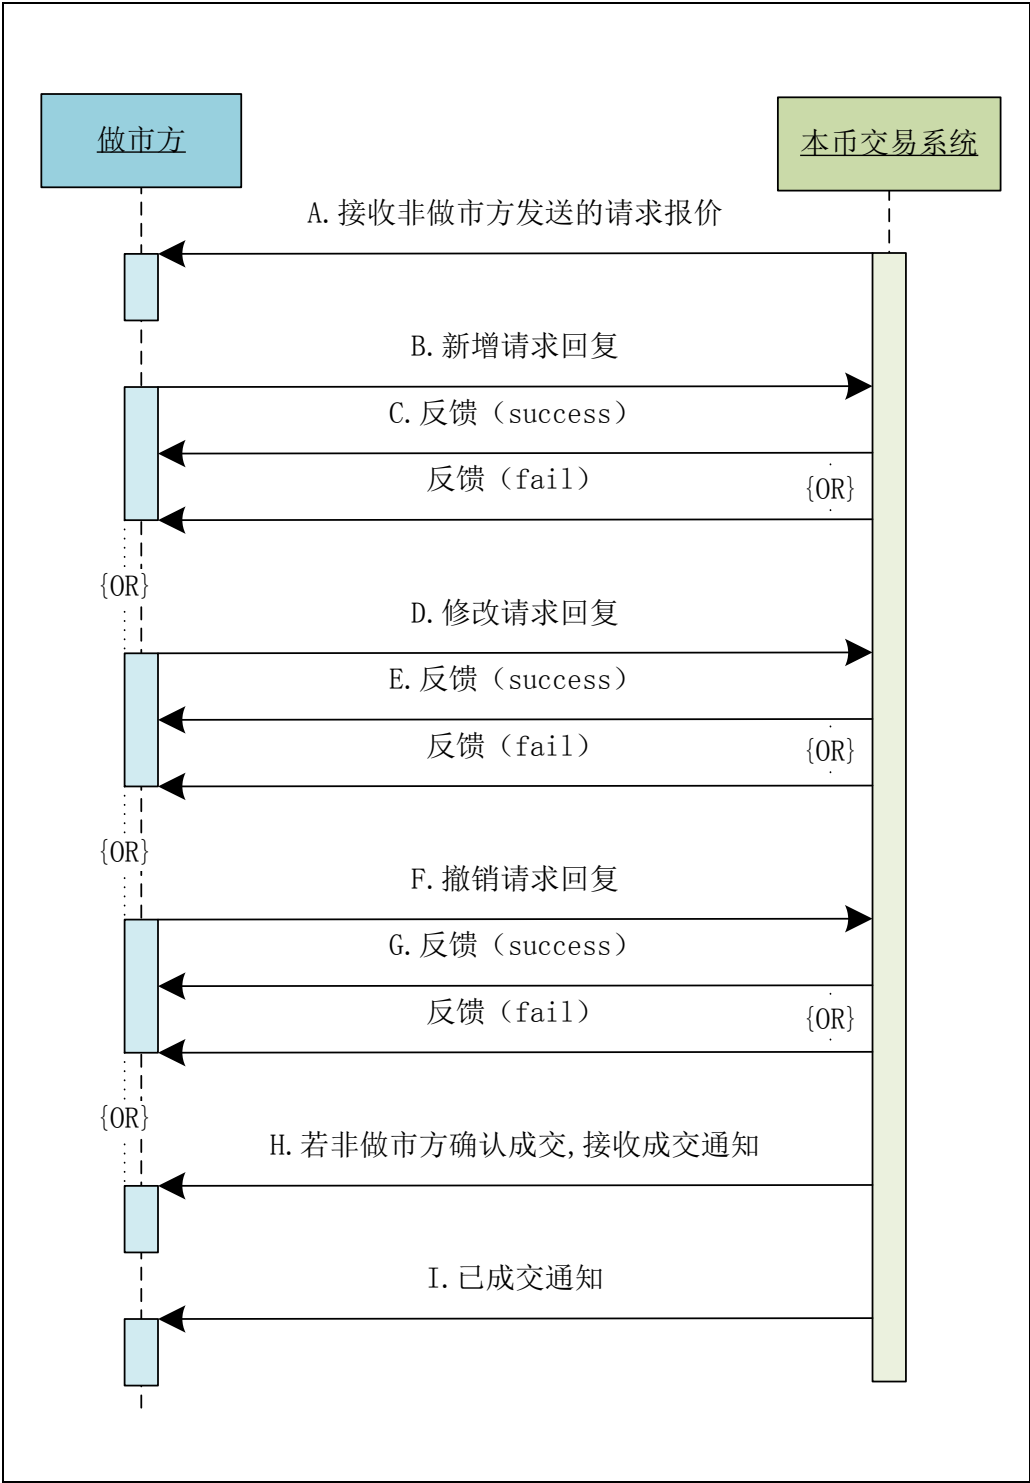 做市方
本币交易系统
A.接收非做市方发送的请求报价
B.新增请求回复
C.反馈（success）
反馈（fail）
{OR}
{OR}
D.修改请求回复
E.反馈（success）
反馈（fail）
{OR}
{OR}
F.撤销请求回复
G.反馈（success）
反馈（fail）
{OR}
{OR}
H.若非做市方确认成交,接收成交通知
I.已成交通知